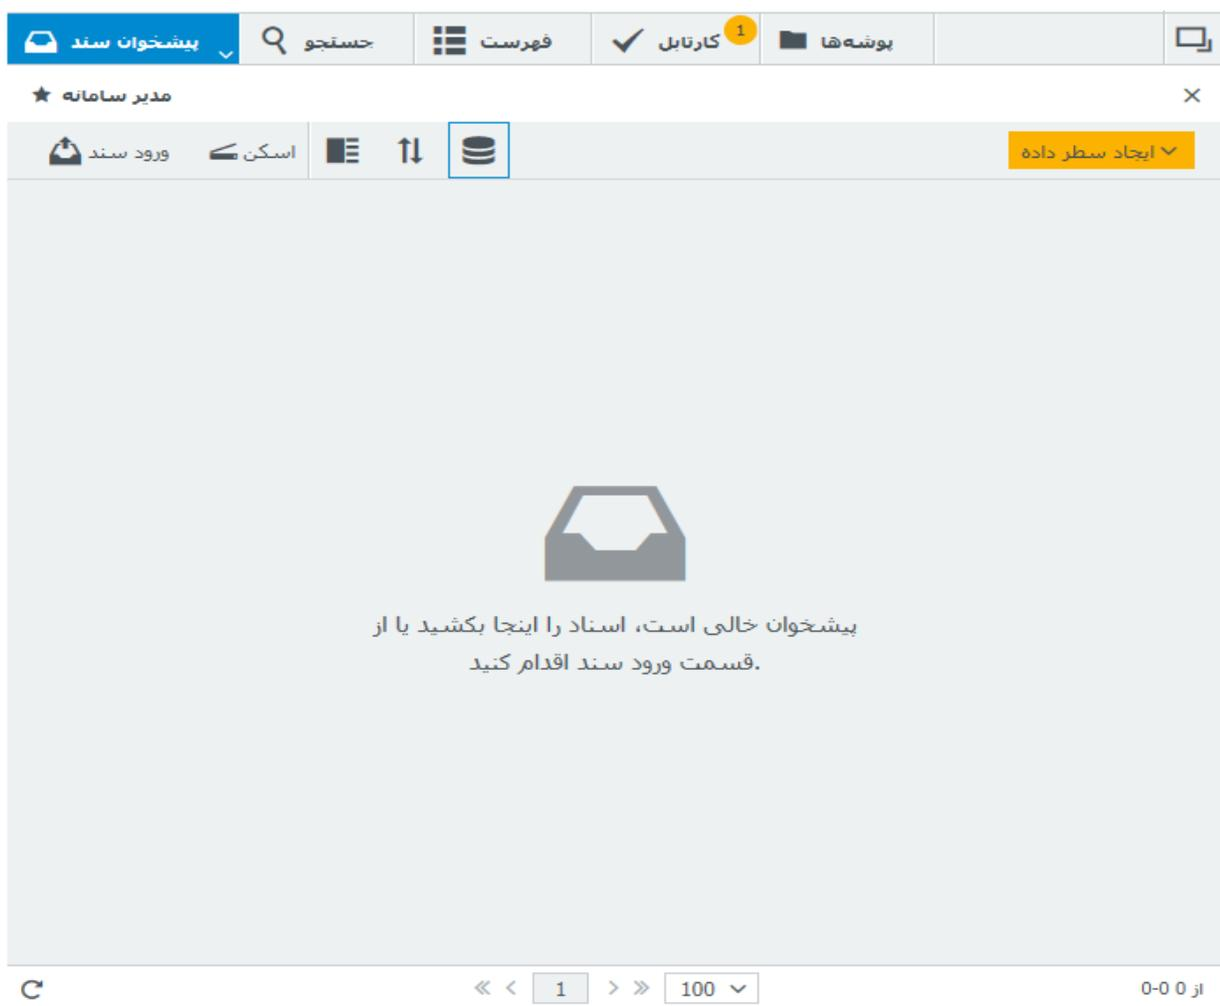 پیشخوان سند
جستجو
فهرست
کارتابل 1
پوشه‌ها
مدیر سامانه
ورود سند
اسکن
ایجاد سطر داده
پیشخوان خالی است، اسناد را اینجا بکشید یا از
قسمت ورود سند اقدام کنید.
1
100
0-0 از 0